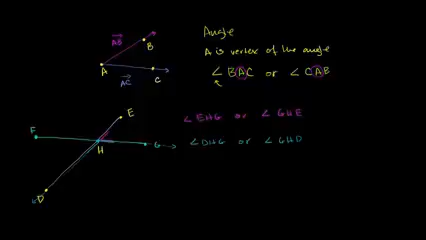 Angle
AB
B
A is vertex of the angle
A
C
AC
∠ BAC or ∠ CAB
E
∠ EHG or ∠ GHE
F
H
G
∠ DHG or ∠ GHD
D